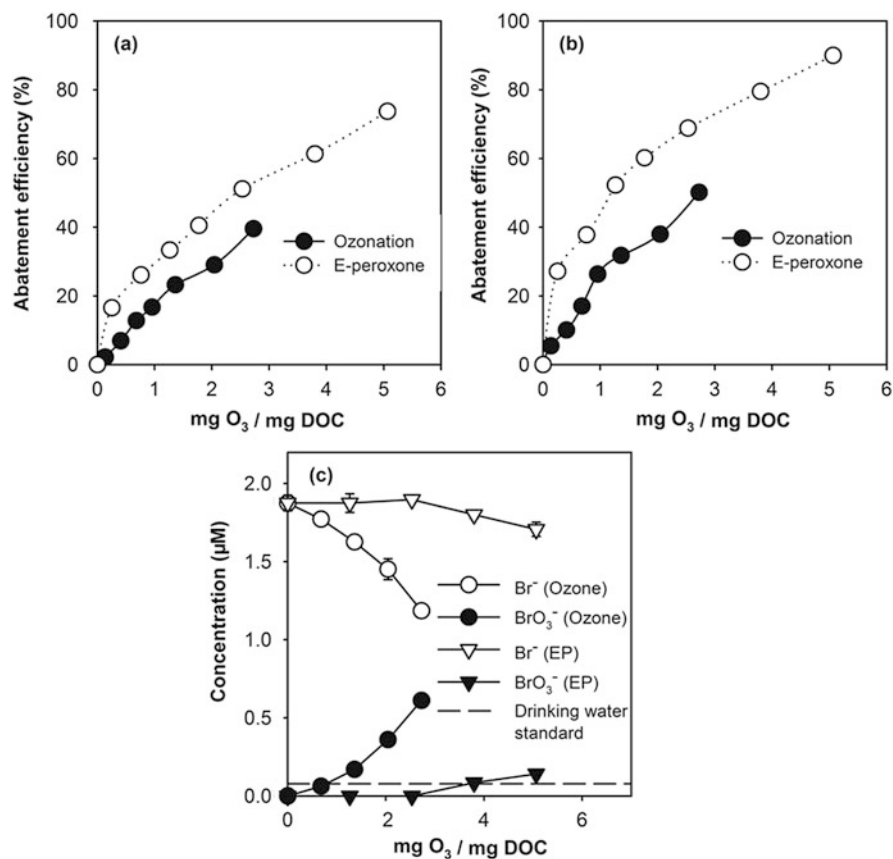 (a)
Abatement efficiency (%)
100
80
60
40
20
0
Ozonation
E-peroxone
0 1 2 3 4 5 6
mg O₃ / mg DOC
(b)
Abatement efficiency (%)
100
80
60
40
20
0
Ozonation
E-peroxone
0 1 2 3 4 5 6
mg O₃ / mg DOC
(c)
Concentration (μM)
2.0
1.5
1.0
0.5
0.0
Br⁻ (Ozone)
BrO₃⁻ (Ozone)
Br⁻ (EP)
BrO₃⁻ (EP)
Drinking water
standard
0 2 4 6
mg O₃ / mg DOC